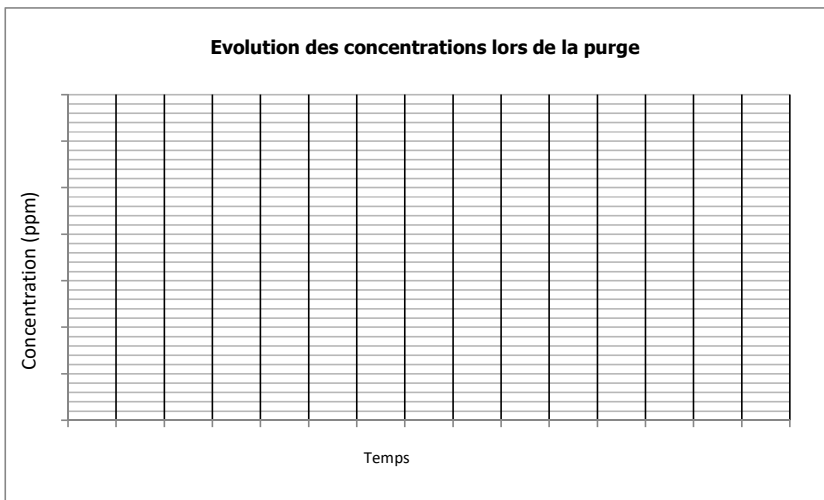 Evolution des concentrations lors de la purge
Concentration (ppm)
Temps